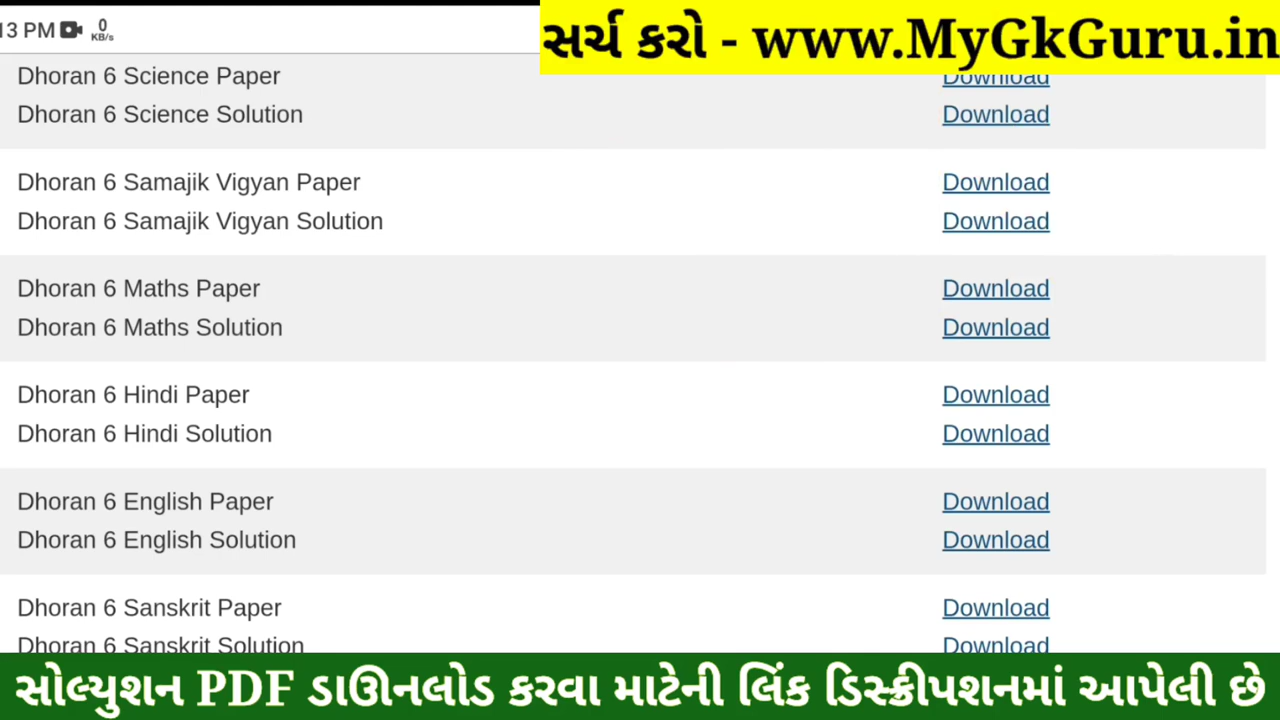 13 PM 0 KB/s
સર્ચ કરો - www.MyGkGuru.in
Dhoran 6 Science Paper Download
Dhoran 6 Science Solution Download
Dhoran 6 Samajik Vigyan Paper Download
Dhoran 6 Samajik Vigyan Solution Download
Dhoran 6 Maths Paper Download
Dhoran 6 Maths Solution Download
Dhoran 6 Hindi Paper Download
Dhoran 6 Hindi Solution Download
Dhoran 6 English Paper Download
Dhoran 6 English Solution Download
Dhoran 6 Sanskrit Paper Download
Dhoran 6 Sanskrit Solution Download
સોલ્યુશન PDF ડાઊનલોડ કરવા માટેની લિંક ડિસ્ક્રીપશનમાં આપેલી છે